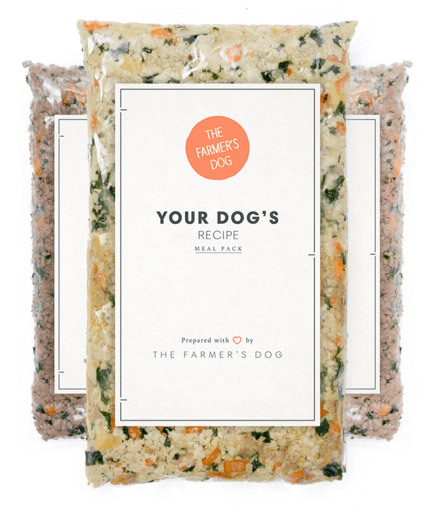 THE
FARMER'S
DOG
YOUR DOG'S
RECIPE
MEAL PACK
Prepared with ♡ by
THE FARMER'S DOG